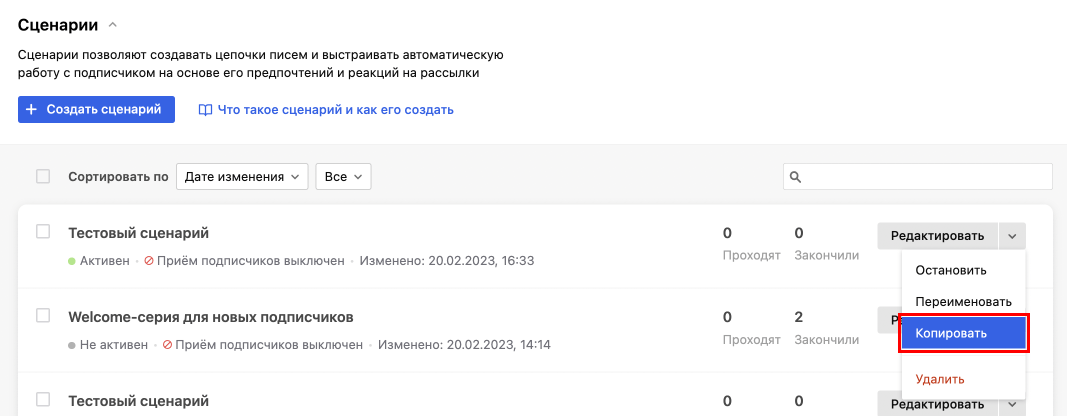 Сценарии
Сценарии позволяют создавать цепочки писем и выстраивать автоматическую
работу с подписчиком на основе его предпочтений и реакций на рассылки
+ Создать сценарий
Что такое сценарий и как его создать
Сортировать по
Дате изменения
Все
Тестовый сценарий
0
0
Редактировать
Активен · Приём подписчиков выключен · Изменено: 20.02.2023, 16:33
Проходят
Закончили
Остановить
Переименовать
Копировать
Удалить
Welcome-серия для новых подписчиков
0
2
Не активен · Приём подписчиков выключен · Изменено: 20.02.2023, 14:14
Проходят
Закончили
Тестовый сценарий
0
0
Редактировать